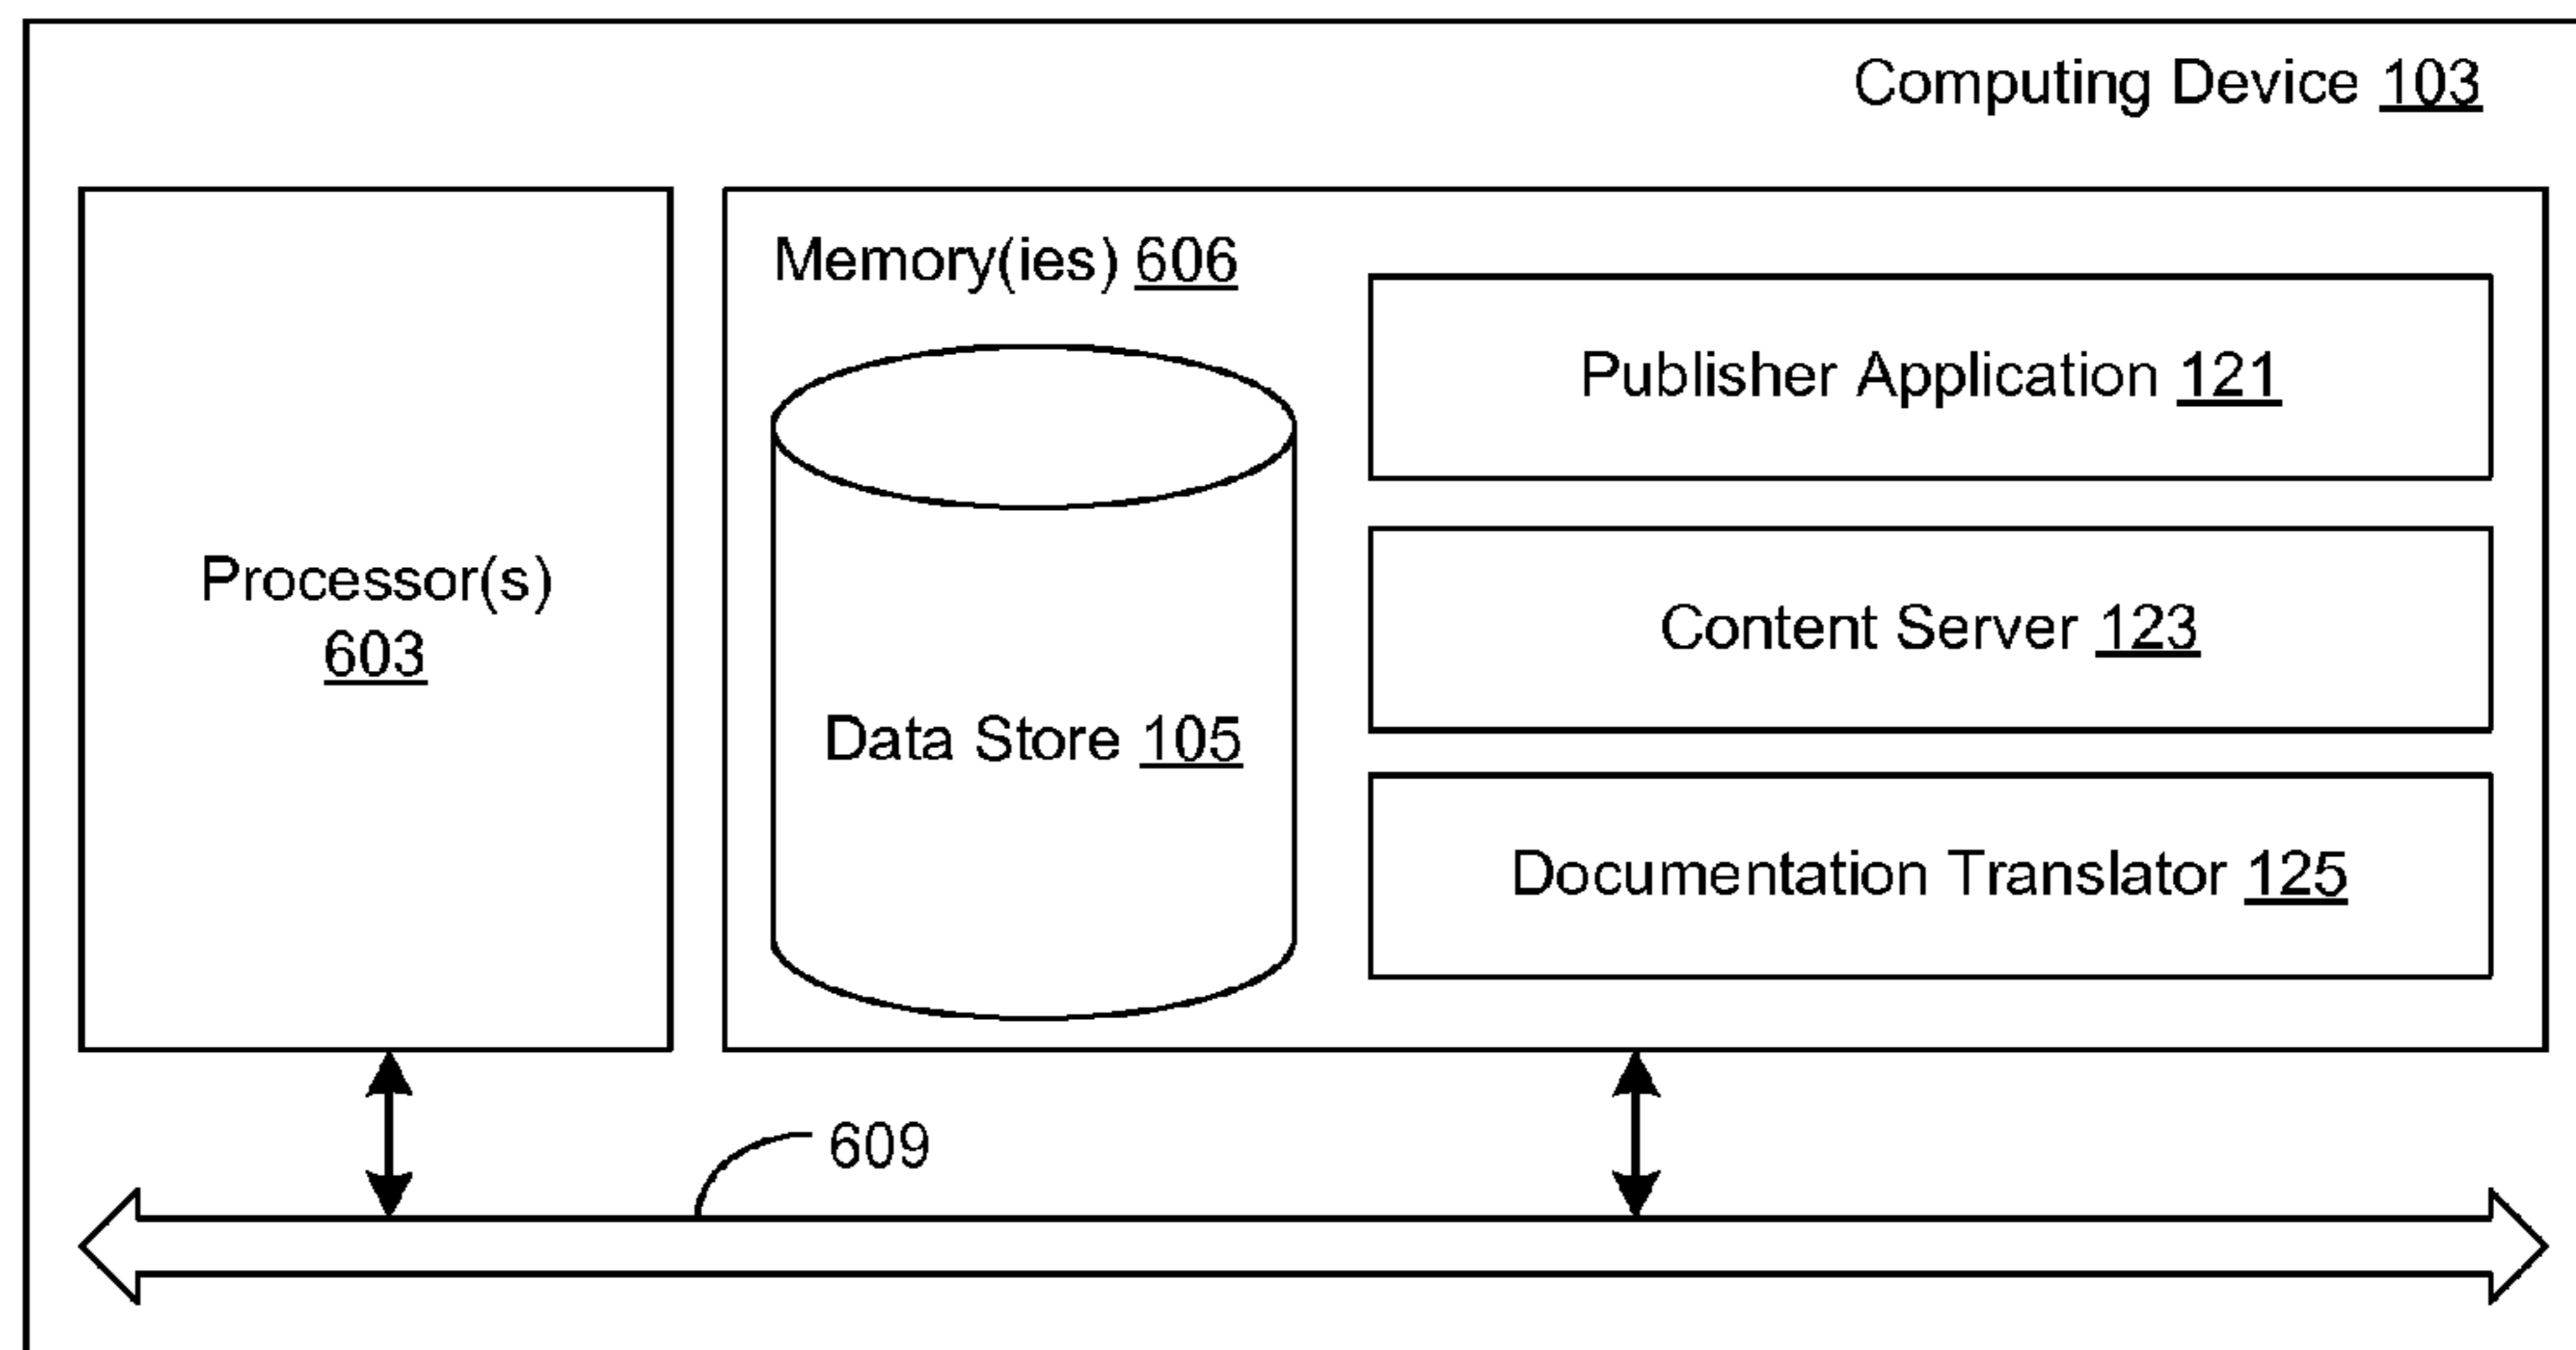 Computing Device 103
Memory(ies) 606
Publisher Application 121
Processor(s)
603
Content Server 123
Data Store 105
Documentation Translator 125
609